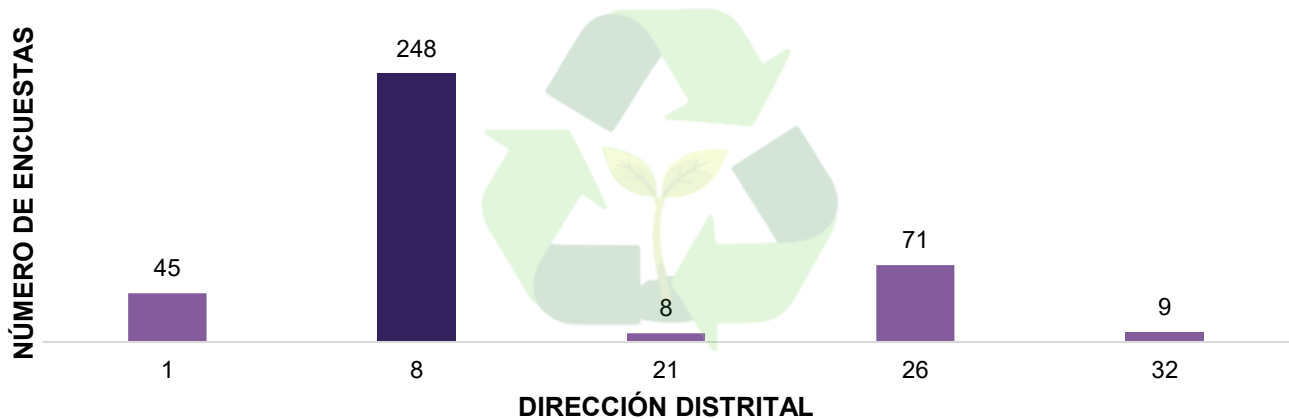 NÚMERO DE ENCUESTAS
248
45
8
71
9
1 8 21 26 32
DIRECCIÓN DISTRITAL